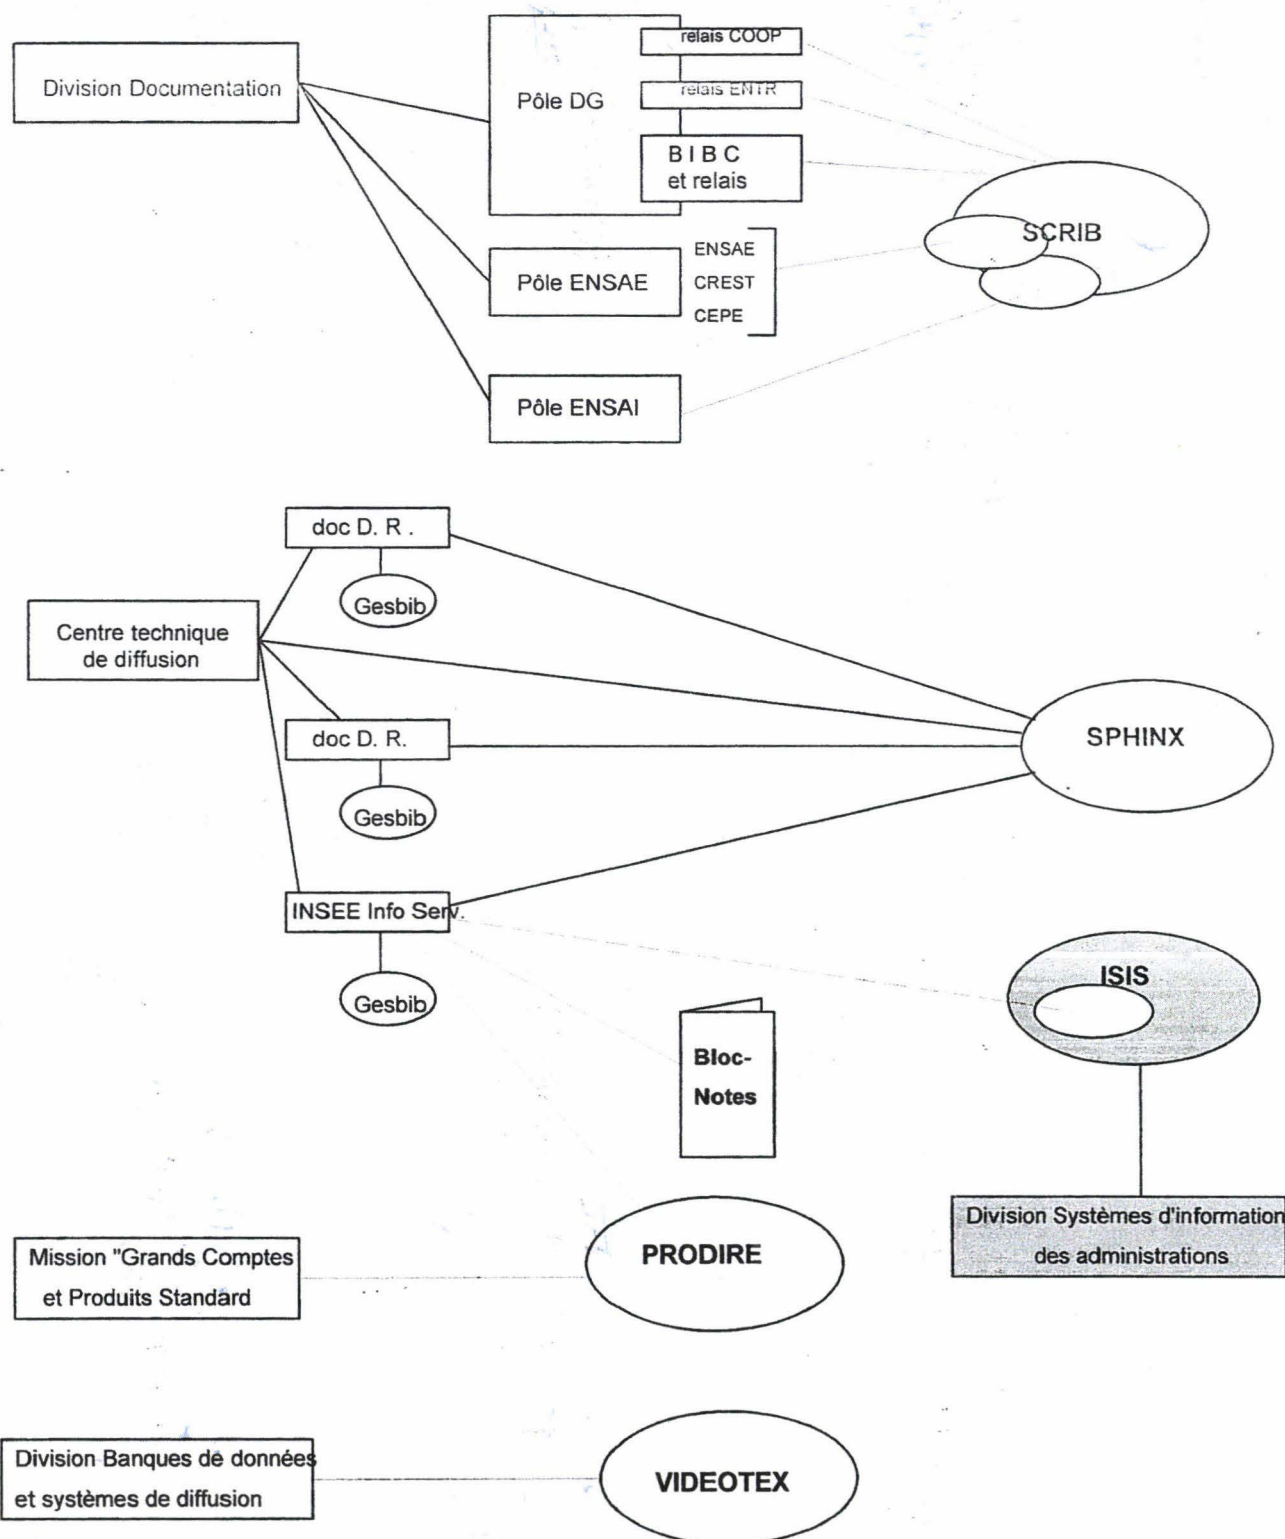 relais COOP
Division Documentation
Pôle DG
relais ENTR
B I B C
et relais
SCRIB
Pôle ENSAE
ENSAE
CREST
CEPE
Pôle ENSAI
doc D. R .
Gesbib
Centre technique
de diffusion
doc D. R.
Gesbib
SPHINX
INSEE Info Serv.
Gesbib
ISIS
Bloc-
Notes
Division Systèmes d'information
des administrations
Mission "Grands Comptes
et Produits Standard
PRODIRE
Division Banques de données
et systèmes de diffusion
VIDEOTEX